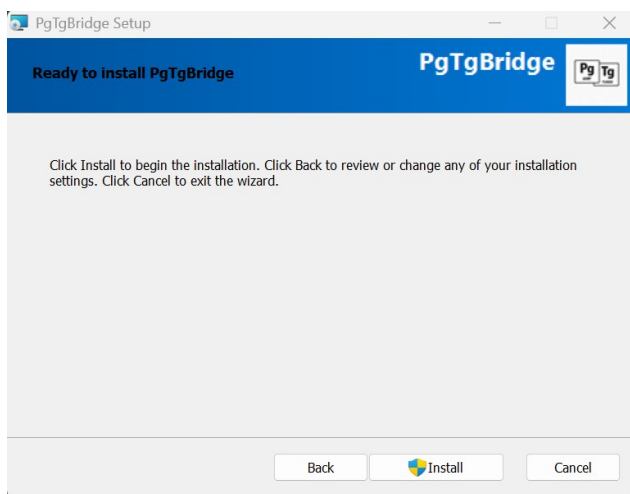 PgTgBridge Setup
Ready to install PgTgBridge
PgTgBridge
Pg Tg
Click Install to begin the installation. Click Back to review or change any of your installation
settings. Click Cancel to exit the wizard.
Back
Install
Cancel